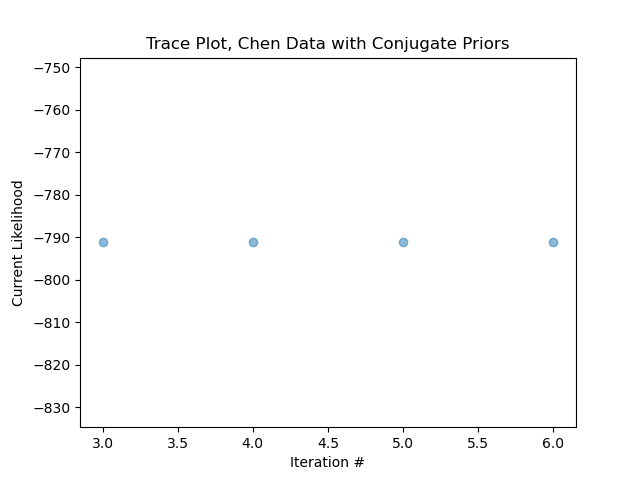 Trace Plot, Chen Data with Conjugate Priors
−750
−760
−770
−780
−790
−800
−810
−820
−830
Current Likelihood
3.0 3.5 4.0 4.5 5.0 5.5 6.0
Iteration #